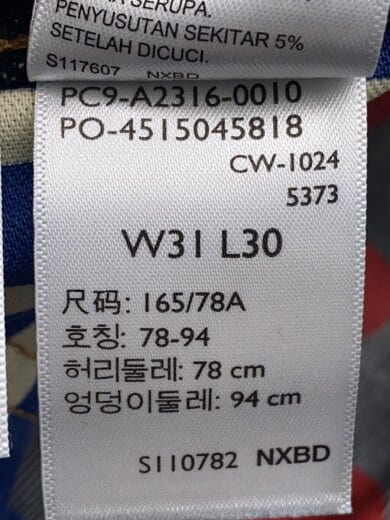 SERUPA.
PENYUSUTAN SEKITAR 5%
SETELAH DICUCI.
S117607 NXBD
PC9-A2316-0010
PO-4515045818
CW-1024
5373
W31 L30
尺码: 165/78A
호칭: 78-94
허리둘레: 78 cm
엉덩이둘레: 94 cm
S110782 NXBD